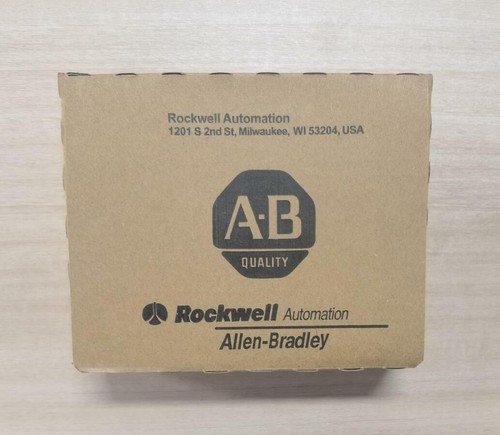 Rockwell Automation
1201 S 2nd St, Milwaukee, WI 53204, USA
A-B
QUALITY
Rockwell Automation
Allen-Bradley